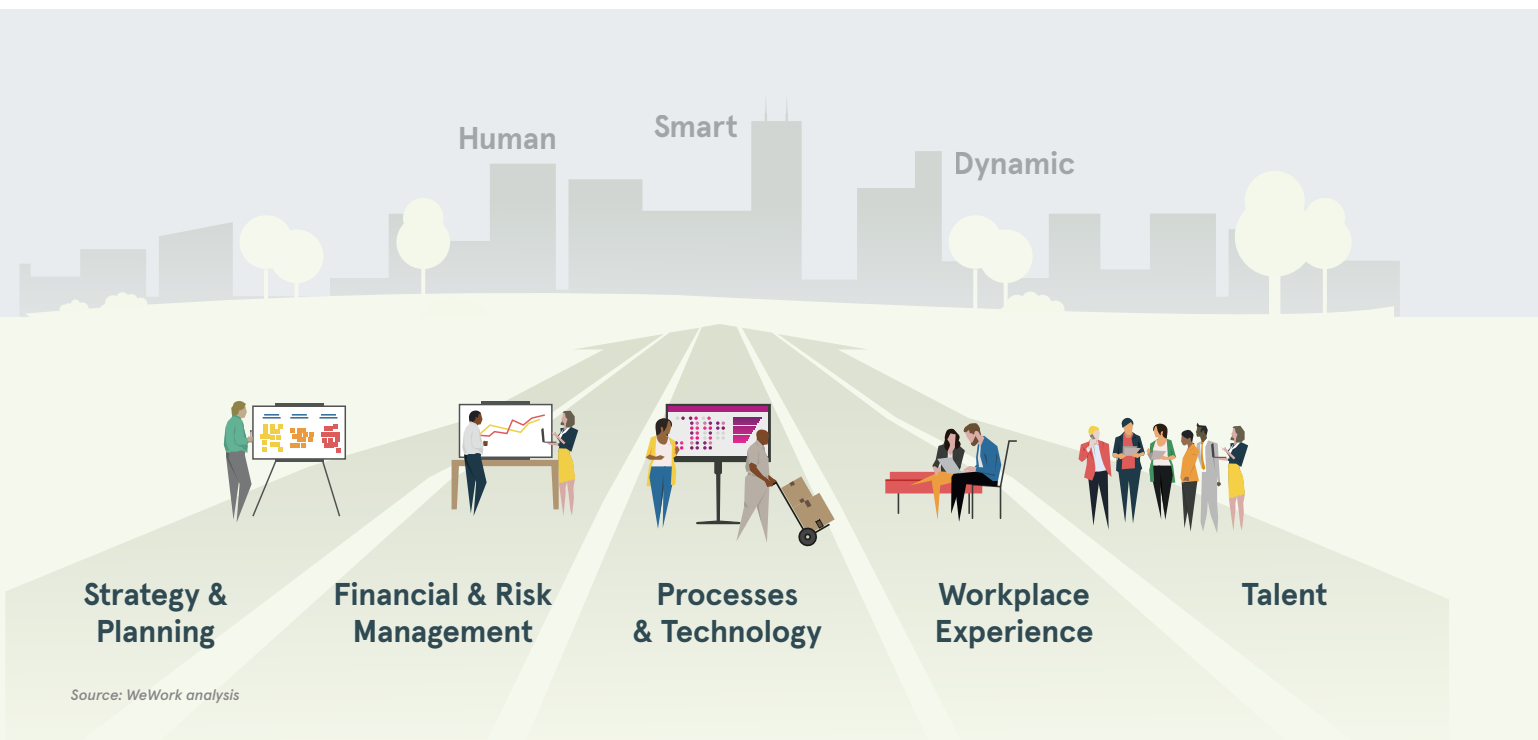 Human
Smart
Dynamic
Strategy &
Planning
Financial & Risk
Management
Processes
& Technology
Workplace
Experience
Talent
Source: WeWork analysis